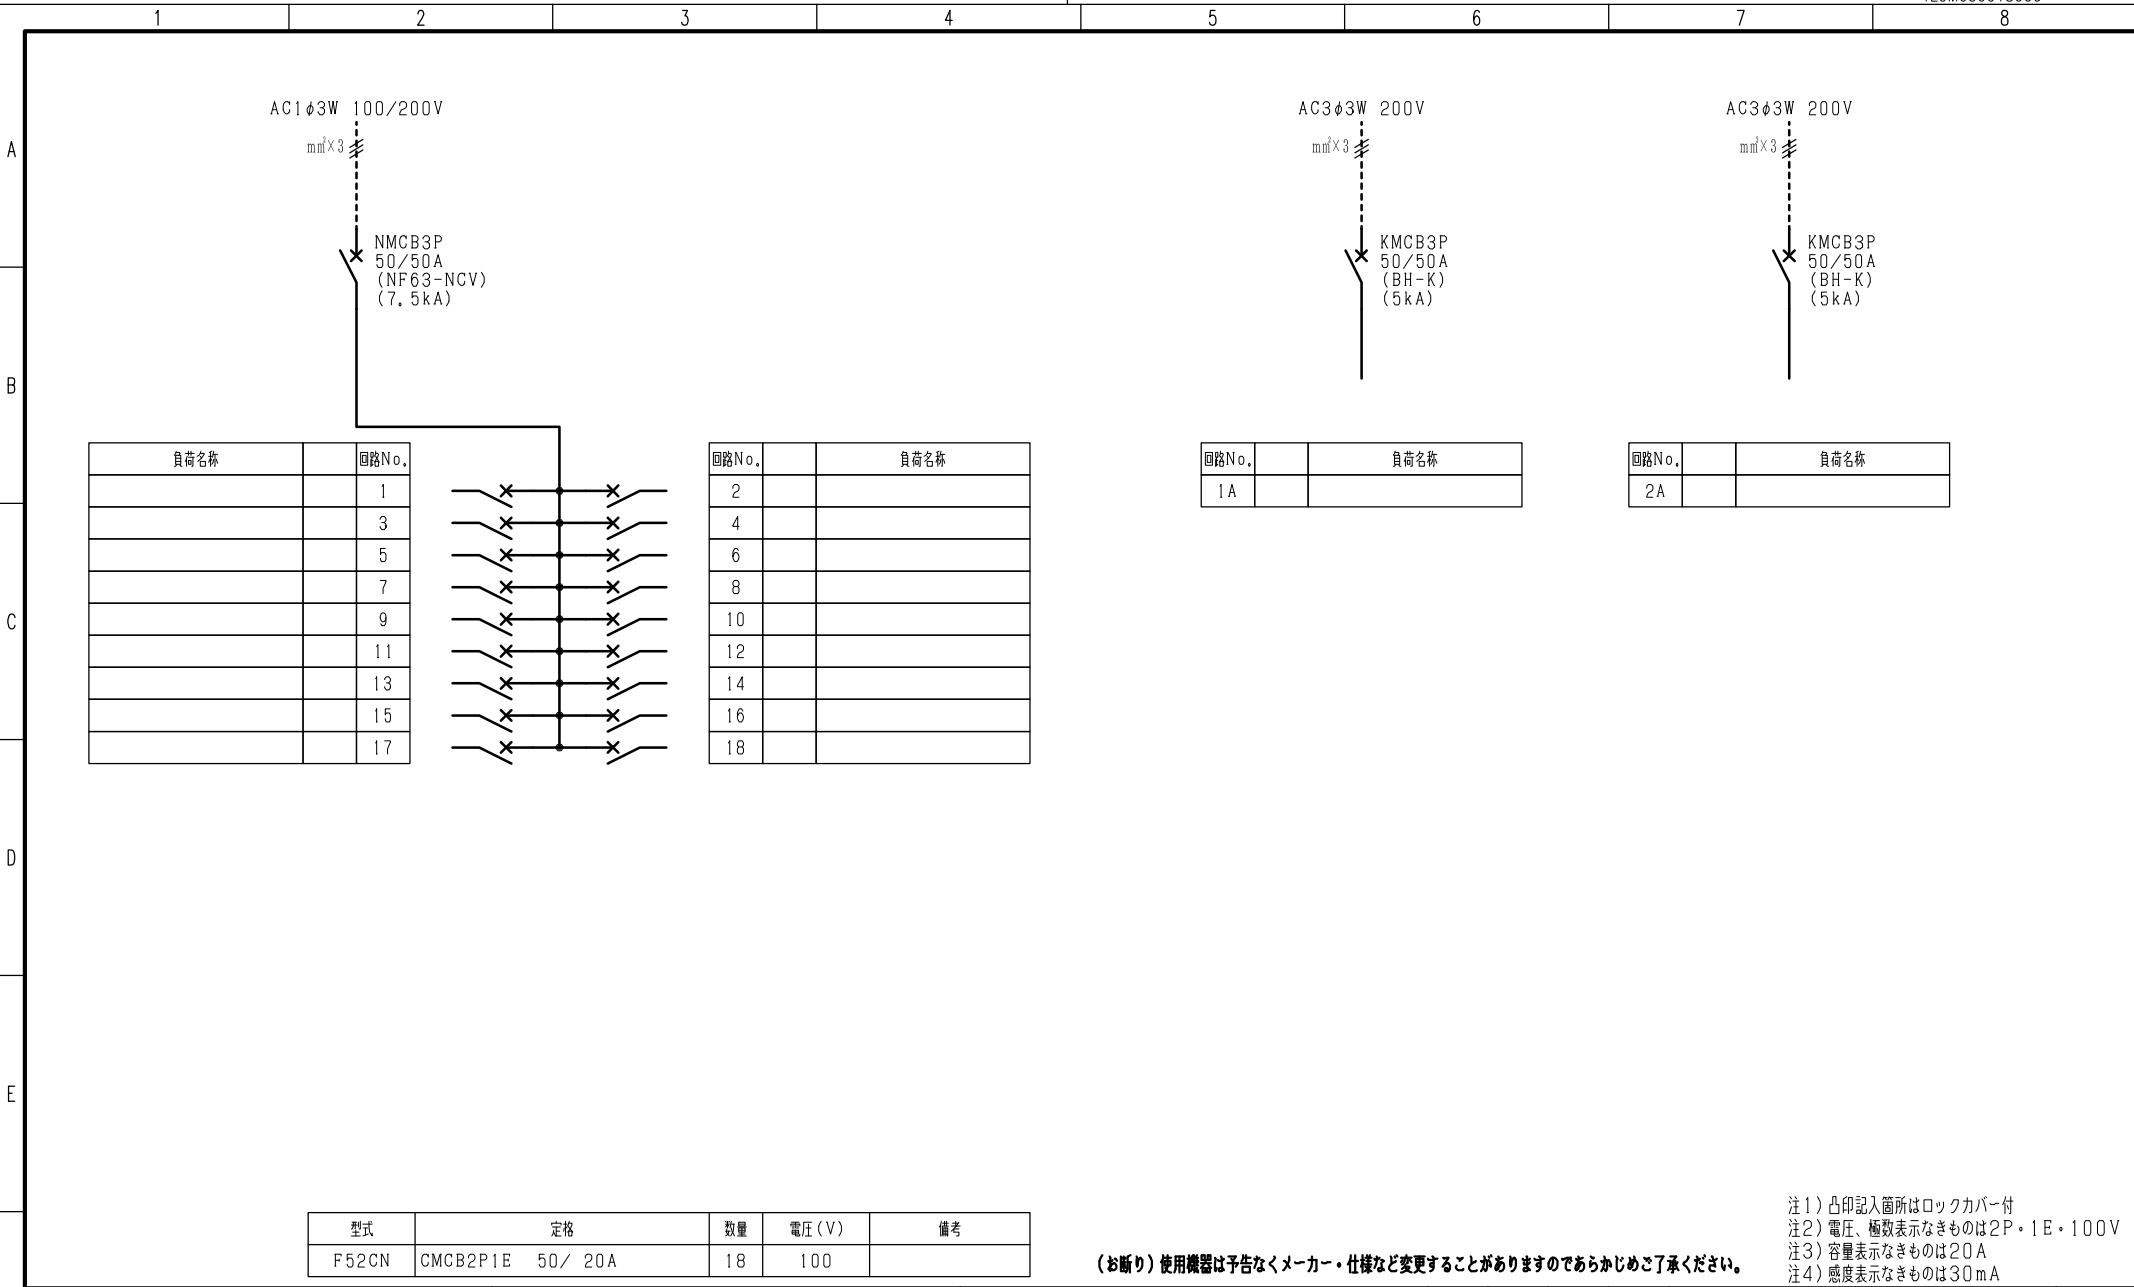 1 2 3 4 5 6 7 8
A
B
C
D
E
AC1φ3W 100/200V
mm²×3
NMCB3P
50/50A
(NF63-NCV)
(7.5kA)
AC3φ3W 200V
mm²×3
KMCB3P
50/50A
(BH-K)
(5kA)
AC3φ3W 200V
mm²×3
KMCB3P
50/50A
(BH-K)
(5kA)
負荷名称 回路No.
1
3
5
7
9
11
13
15
17
回路No. 負荷名称
2
4
6
8
10
12
14
16
18
回路No. 負荷名称
1A
回路No. 負荷名称
2A
型式 定格 数量 電圧(V) 備考
F52CN CMCB2P1E 50/ 20A 18 100
(お断り)使用機器は予告なくメーカー・仕様など変更することがありますのであらかじめご了承ください。
注1)凸印記入箇所はロックカバー付
注2)電圧、極数表示なきものは2P・1E・100V
注3)容量表示なきものは20A
注4)感度表示なきものは30mA